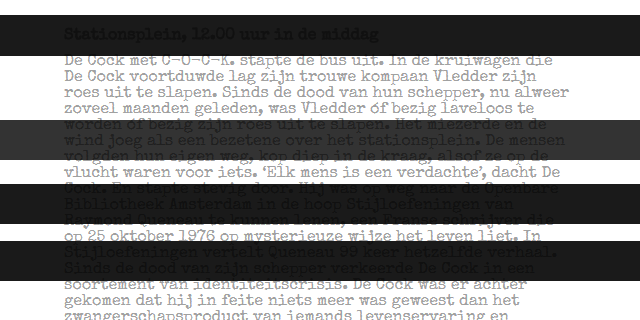 Stationsplein, 12.00 uur in de middag
De Cock met C-O-C-K. stapte de bus uit. In de kruiwagen die
De Cock voortduwde lag zijn trouwe kompaan Vledder zijn
roes uit te slapen. Sinds de dood van hun schepper, nu alweer
zoveel maanden geleden, was Vledder óf bezig laveloos te
worden óf bezig zijn roes uit te slapen. Het miezerde en de
wind joeg als een bezetene over het stationsplein. De mensen
volgden hun eigen weg, kop diep in de kraag, alsof ze op de
vlucht waren voor iets. ‘Elk mens is een verdachte’, dacht De
Cock. En stapte stevig door. Hij was op weg naar de Openbare
Bibliotheek Amsterdam in de hoop Stijloefeningen van
Raymond Queneau te kunnen lenen, een Franse schrijver die
op 25 oktober 1976 op mysterieuze wijze het leven liet. In
Stijloefeningen vertelt Queneau 99 keer hetzelfde verhaal.
Sinds de dood van zijn schepper verkeerde De Cock in een
soortement van identiteitscrisis. De Cock was er achter
gekomen dat hij in feite niets meer was geweest dan het
zwangerschapsproduct van iemands levenservaring en